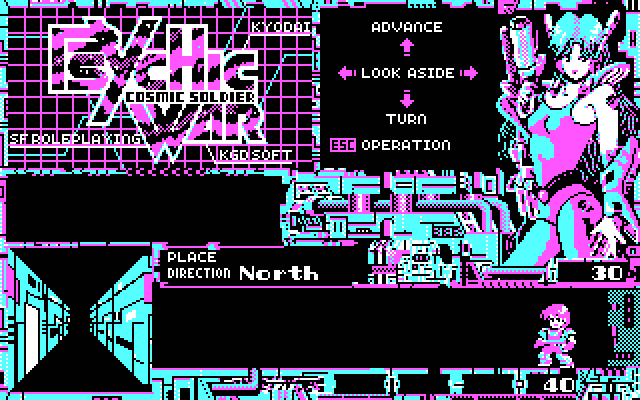 KYODAI
PSYCHIC
COSMIC SOLDIER
WAR
SF ROLEPLAYING
KGD SOFT
ADVANCE
LOOK ASIDE
TURN
ESC OPERATION
30
PLACE
DIRECTION North
40